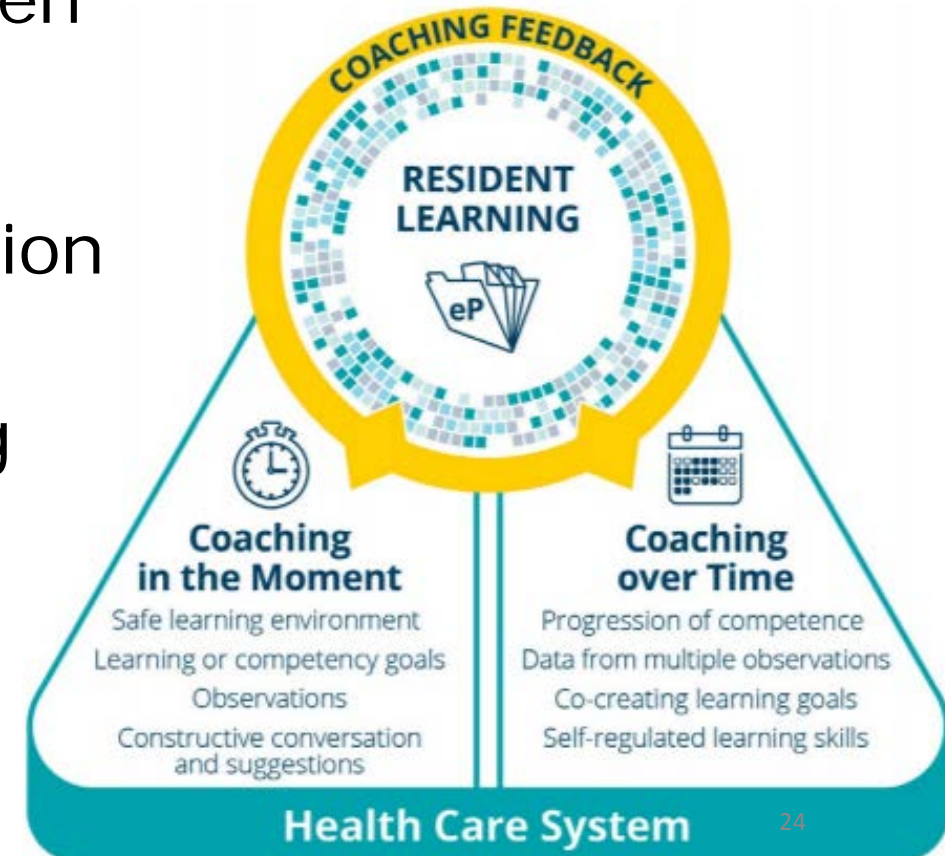 en
ion
g
COACHING FEEDBACK
RESIDENT
LEARNING
eP
Coaching
in the Moment
Safe learning environment
Learning or competency goals
Observations
Constructive conversation
and suggestions
Coaching
over Time
Progression of competence
Data from multiple observations
Co-creating learning goals
Self-regulated learning skills
Health Care System
24